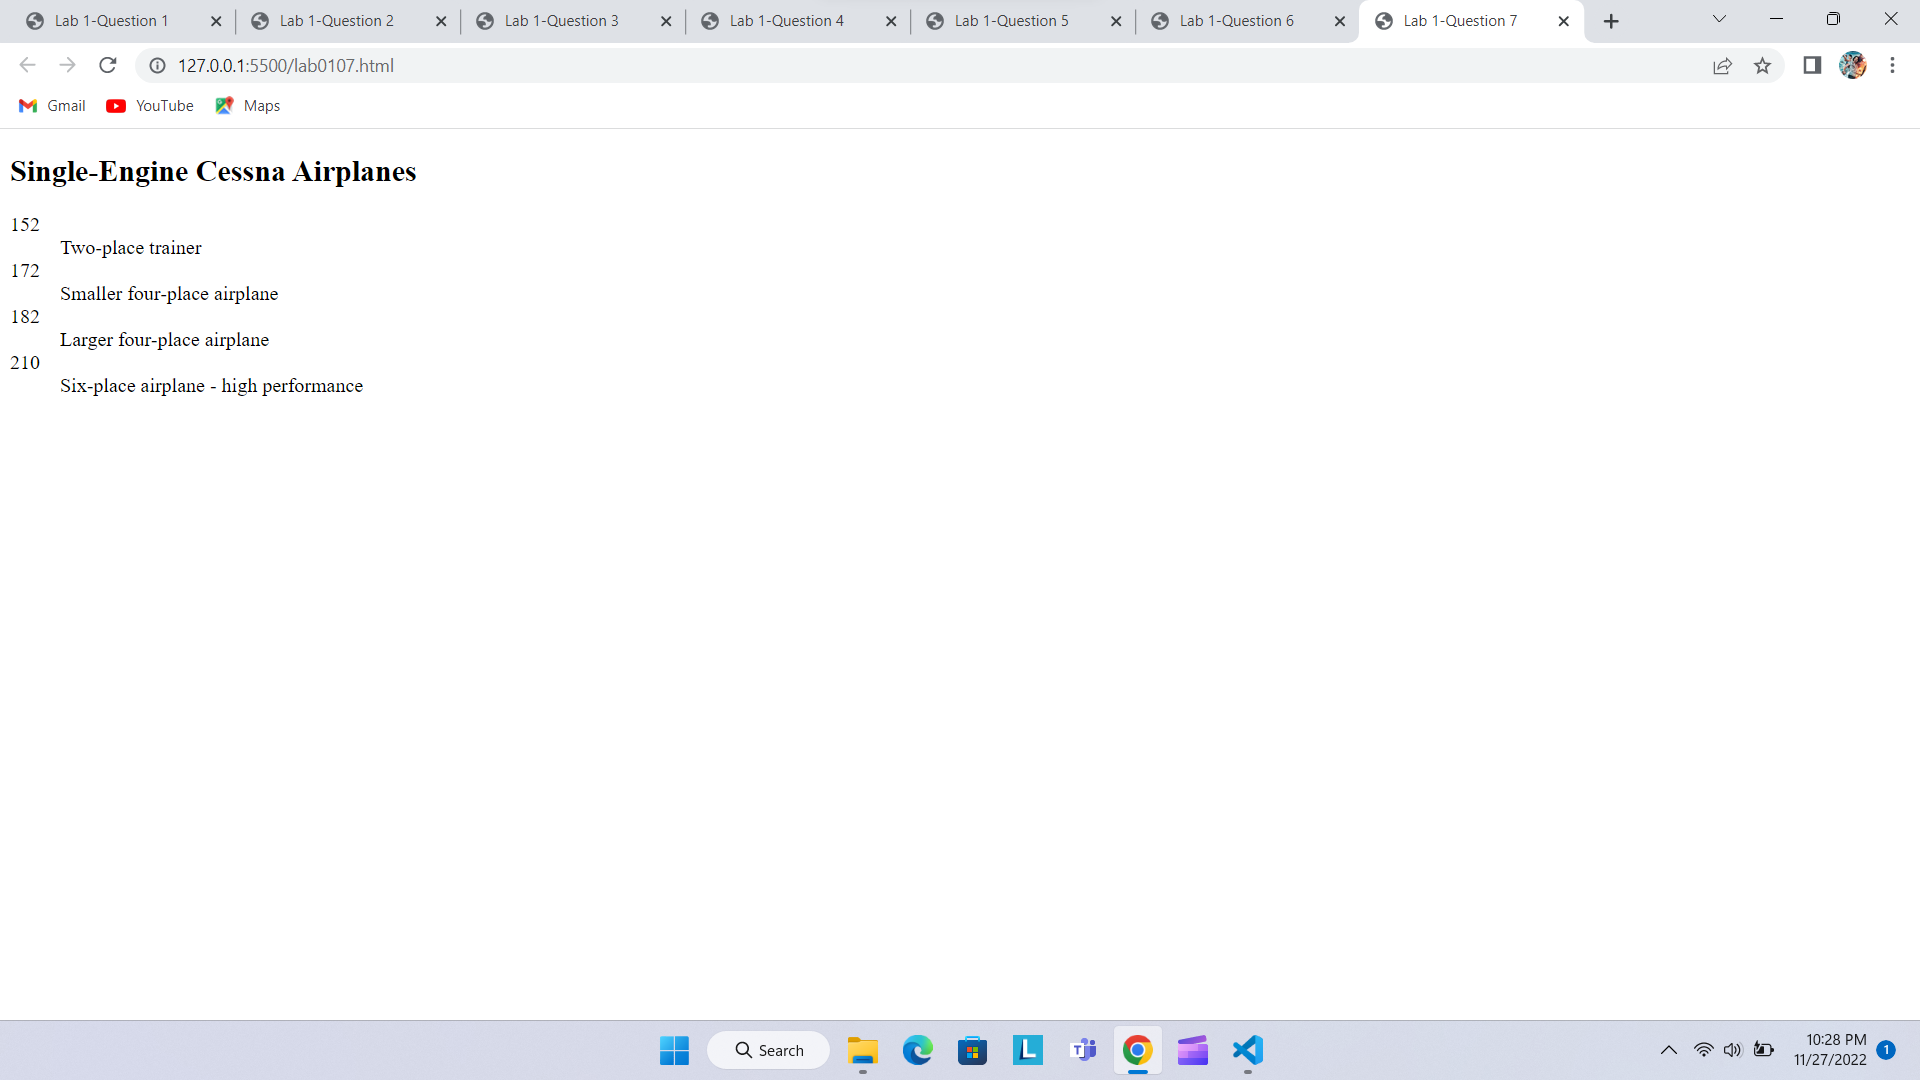 Lab 1-Question 1
Lab 1-Question 2
Lab 1-Question 3
Lab 1-Question 4
Lab 1-Question 5
Lab 1-Question 6
Lab 1-Question 7
127.0.0.1:5500/lab0107.html
Gmail
YouTube
Maps
Single-Engine Cessna Airplanes
152
Two-place trainer
172
Smaller four-place airplane
182
Larger four-place airplane
210
Six-place airplane - high performance
Search
10:28 PM
11/27/2022
1